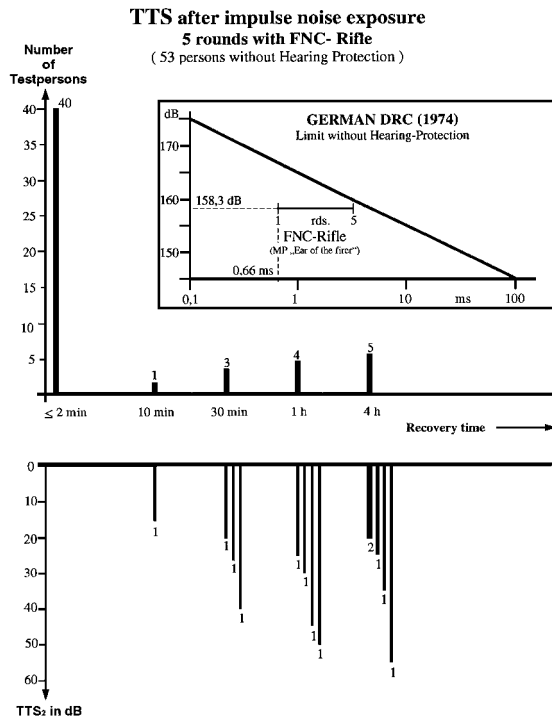 TTS after impulse noise exposure
5 rounds with FNC- Rifle
( 53 persons without Hearing Protection )
Number
of
Testpersons
40
40
35
30
25
20
15
10
5
dB
170
160
150
GERMAN DRC (1974)
Limit without Hearing-Protection
158,3 dB
1 rds. 5
FNC-Rifle
(MP „Ear of the firer“)
0.66 ms
0,1 1 10 ms 100
1 3 4 5
≤ 2 min 10 min 30 min 1 h 4 h
Recovery time
0
10
20
30
40
50
60
1
1 1 1
1 1 1 1
2 1 1 1
TTS₂ in dB